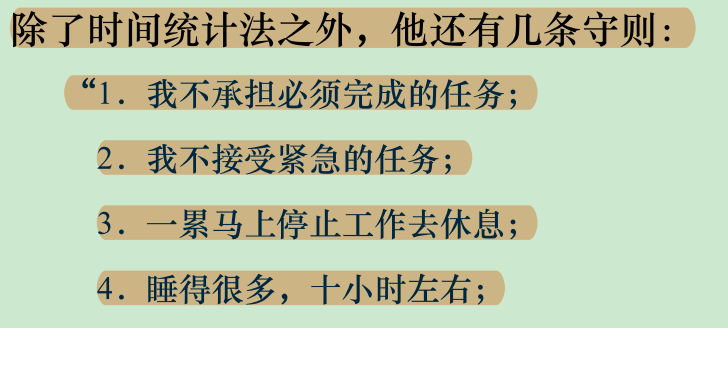 除了时间统计法之外，他还有几条守则：
“1．我不承担必须完成的任务；
2．我不接受紧急的任务；
3．一累马上停止工作去休息；
4．睡得很多，十小时左右；